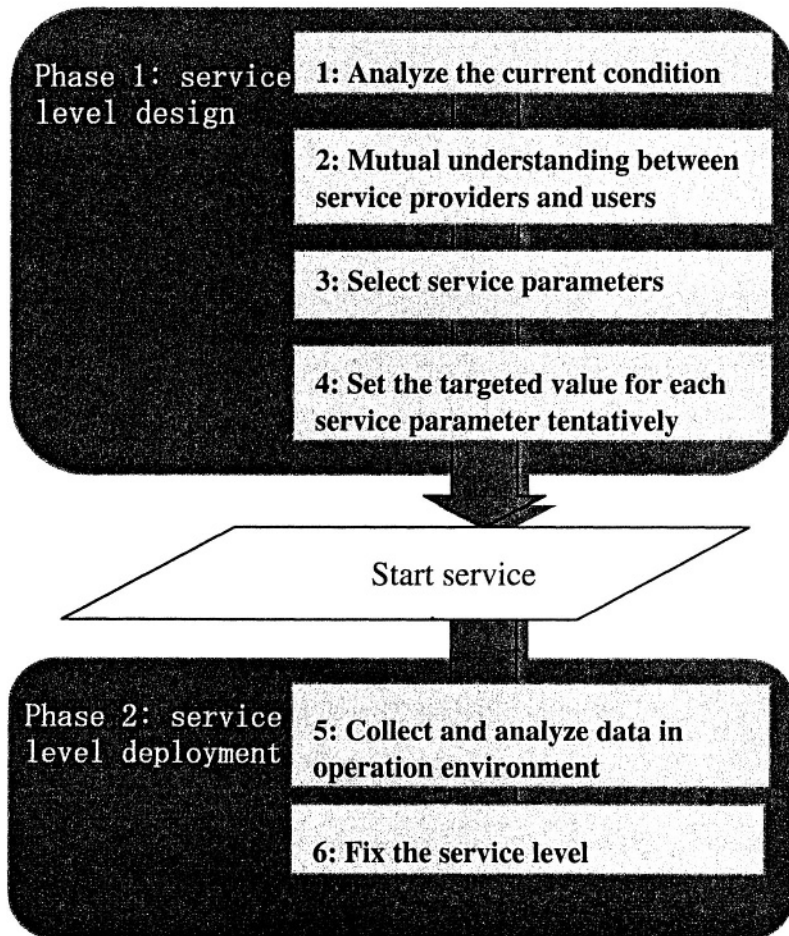 Phase 1: service
level design
1: Analyze the current condition
2: Mutual understanding between
service providers and users
3: Select service parameters
4: Set the targeted value for each
service parameter tentatively
Start service
Phase 2: service
level deployment
5: Collect and analyze data in
operation environment
6: Fix the service level